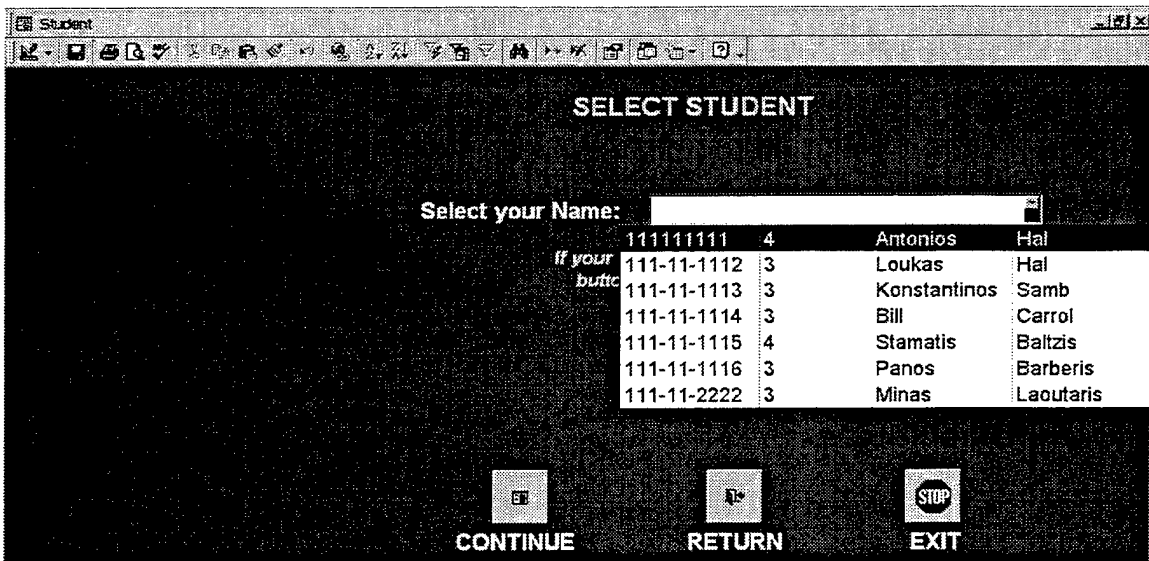 Student
SELECT STUDENT
Select your Name:
If your
butto
111111111 4 Antonios Hal
111-11-1112 3 Loukas Hal
111-11-1113 3 Konstantinos Samb
111-11-1114 3 Bill Carrol
111-11-1115 4 Stamatis Baltzis
111-11-1116 3 Panos Barberis
111-11-2222 3 Minas Laoutaris
STOP
CONTINUE RETURN EXIT